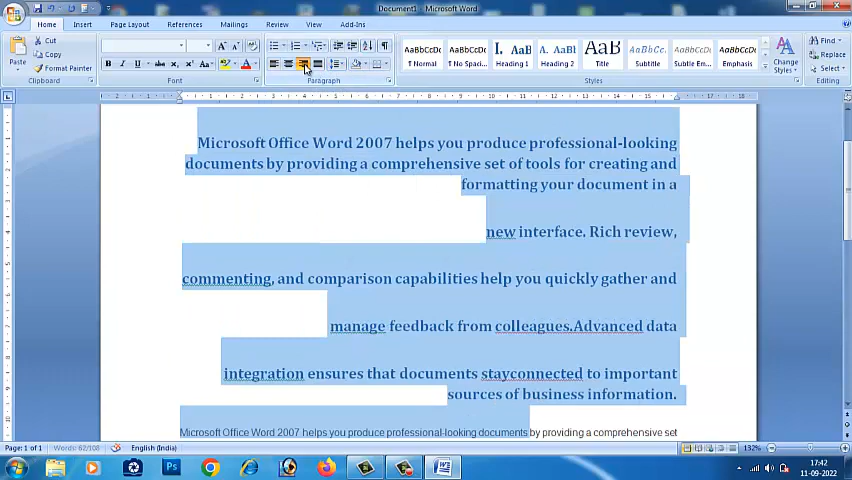 Document1 - Microsoft Word
Home Insert Page Layout References Mailings Review View Add-Ins
Cut
Copy
Format Painter
Paste
Clipboard
Font
Paragraph
AaBbCcDc AaBbCcDc AaBbC AaBbCc AaBb AaBbCc. AaBbCcDc AaBbCcDc
¶ Normal ¶ No Spaci... Heading 1 Heading 2 Title Subtitle Subtle Em... Emphasis
Change Styles
Styles
Find
Replace
Select
Editing
Microsoft Office Word 2007 helps you produce professional-looking
documents by providing a comprehensive set of tools for creating and
formatting your document in a
new interface. Rich review,
commenting, and comparison capabilities help you quickly gather and
manage feedback from colleagues.Advanced data
integration ensures that documents stayconnected to important
sources of business information.
Microsoft Office Word 2007 helps you produce professional-looking documents by providing a comprehensive set
Page: 1 of 1 Words: 62/108 English (India) 132%
17:42
11-09-2022